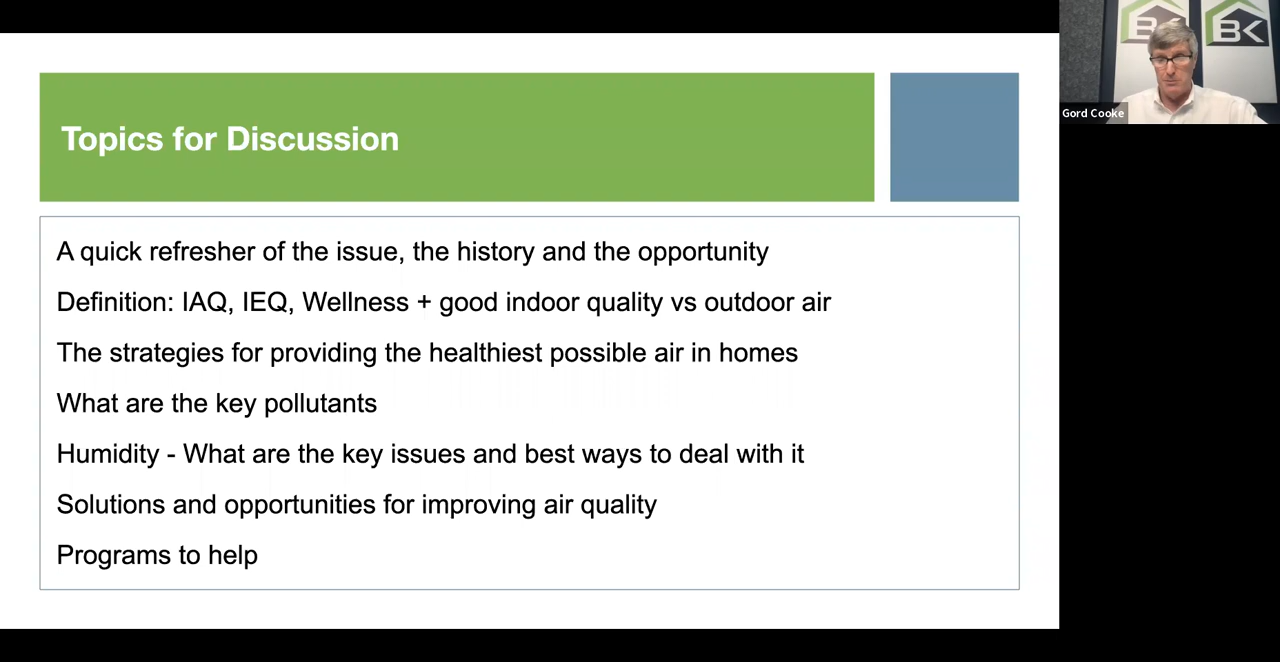 Topics for Discussion
A quick refresher of the issue, the history and the opportunity
Definition: IAQ, IEQ, Wellness + good indoor quality vs outdoor air
The strategies for providing the healthiest possible air in homes
What are the key pollutants
Humidity - What are the key issues and best ways to deal with it
Solutions and opportunities for improving air quality
Programs to help
BK
BK
Gord Cooke